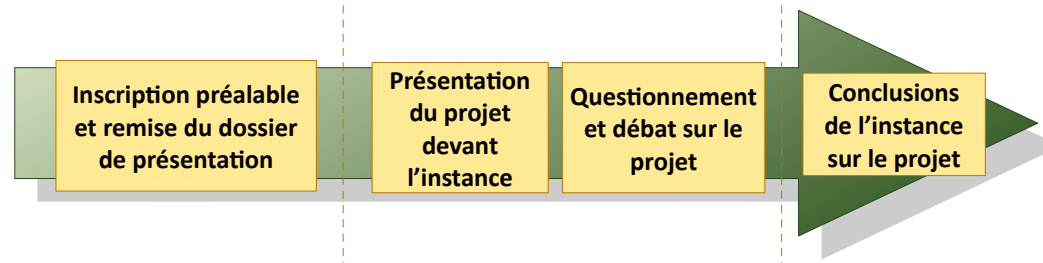 Inscription préalable
et remise du dossier
de présentation
Présentation
du projet
devant
l’instance
Questionnement
et débat sur le
projet
Conclusions
de l’instance
sur le projet